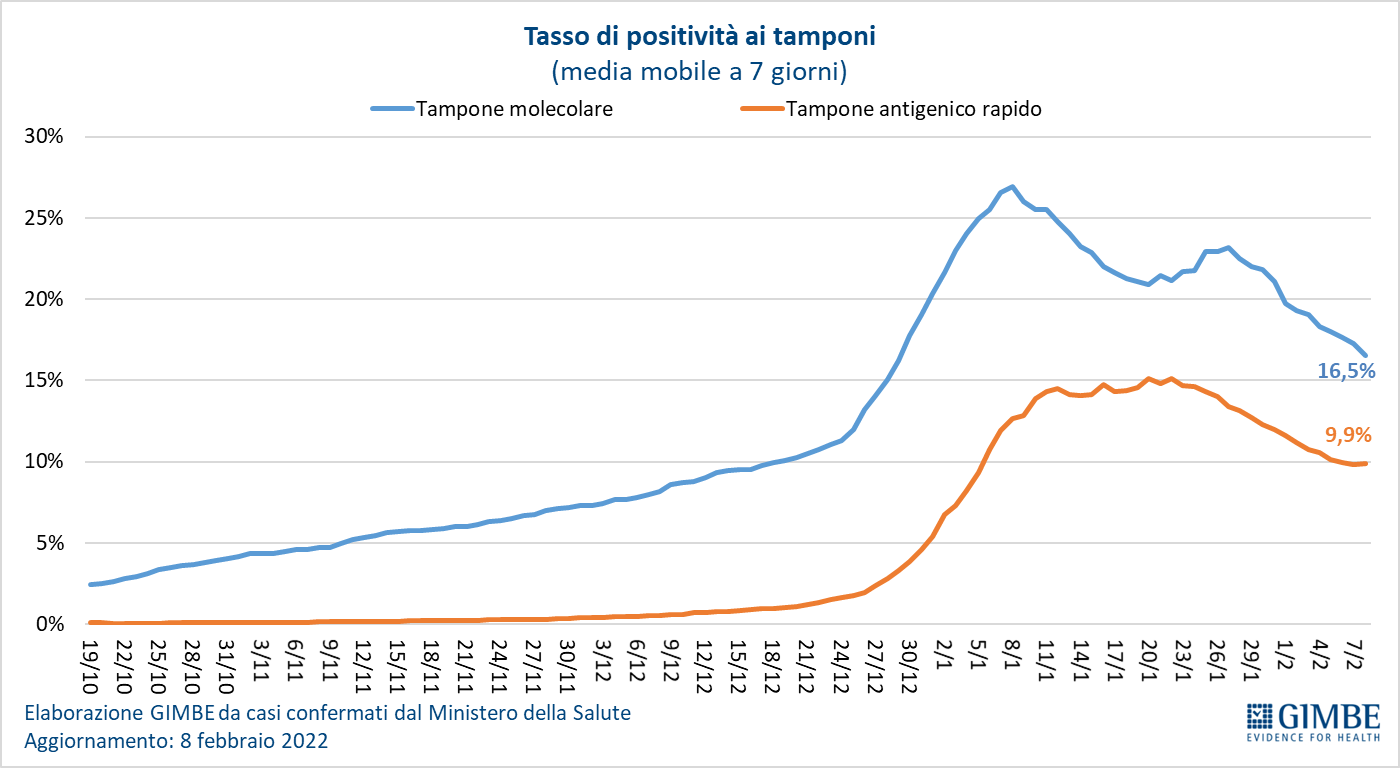 Tasso di positività ai tamponi
(media mobile a 7 giorni)
Tampone molecolare Tampone antigenico rapido
30%
25%
20%
15%
10%
5%
0%
16,5%
9,9%
19/10 22/10 25/10 28/10 31/10 3/11 6/11 9/11 12/11 15/11 18/11 21/11 24/11 27/11 30/11 3/12 6/12 9/12 12/12 15/12 18/12 21/12 24/12 27/12 30/12 2/1 5/1 8/1 11/1 14/1 17/1 20/1 23/1 26/1 29/1 1/2 4/2 7/2
Elaborazione GIMBE da casi confermati dal Ministero della Salute
Aggiornamento: 8 febbraio 2022
GIMBE
EVIDENCE FOR HEALTH